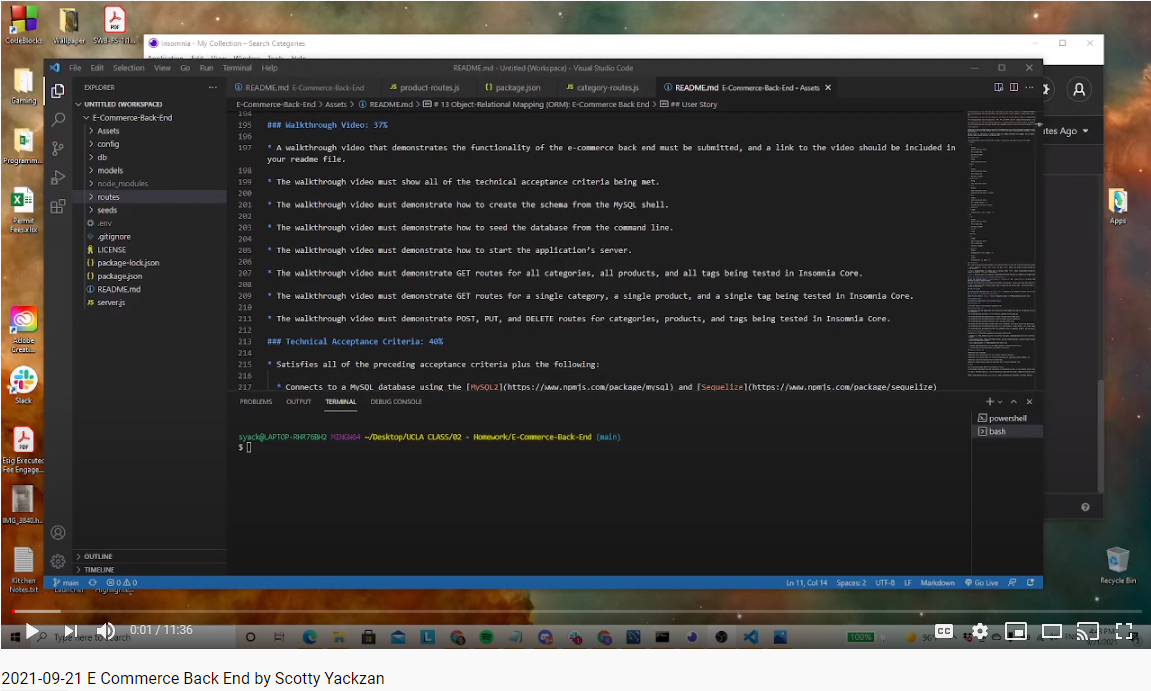 CodeBlocks
Wallpaper
Insomnia - My Collection – Search Categories
File Edit Selection View Go Run Terminal Help
README.md - Untitled (Workspace) - Visual Studio Code
EXPLORER
README.md E-Commerce-Back-End
product-routes.js
package.json
category-routes.js
README.md E-Commerce-Back-End • Assets
UNTITLED (WORKSPACE)
E-Commerce-Back-End > Assets > README.md > # 13 Object-Relational Mapping (ORM): E-Commerce Back End > ## User Story
E-Commerce-Back-End
Assets
config
db
models
node_modules
routes
seeds
.env
.gitignore
LICENSE
package-lock.json
package.json
README.md
server.js
194
195 ### Walkthrough Video: 37%
196
197 * A walkthrough video that demonstrates the functionality of the e-commerce back end must be submitted, and a link to the video should be included in
your readme file.
198
199 * The walkthrough video must show all of the technical acceptance criteria being met.
200
201 * The walkthrough video must demonstrate how to create the schema from the MySQL shell.
202
203 * The walkthrough video must demonstrate how to seed the database from the command line.
204
205 * The walkthrough video must demonstrate how to start the application's server.
206
207 * The walkthrough video must demonstrate GET routes for all categories, all products, and all tags being tested in Insomnia Core.
208
209 * The walkthrough video must demonstrate GET routes for a single category, a single product, and a single tag being tested in Insomnia Core.
210
211 * The walkthrough video must demonstrate POST, PUT, and DELETE routes for categories, products, and tags being tested in Insomnia Core.
212
213 ### Technical Acceptance Criteria: 40%
214
215 * Satisfies all of the preceding acceptance criteria plus the following:
216
217 * Connects to a MySQL database using the [MySQL2](https://www.npmjs.com/package/mysql) and [Sequelize](https://www.npmjs.com/package/sequelize)
PROBLEMS OUTPUT TERMINAL DEBUG CONSOLE
powershell
bash
syack@LAPTOP-RHR76BH2 MINGW64 ~/Desktop/UCLA CLASS/02 - Homework/E-Commerce-Back-End (main)
$
OUTLINE
TIMELINE
main
0 0
Ln 11, Col 14 Spaces: 2 UTF-8 LF Markdown Go Live
Ago
Gaming
Programm...
Permit
Fees.xlsx
Adobe
Creati...
Slack
Esig Executed
Fee Engage...
IMG_3840.h...
Kitchen
Notes.txt
Apps
Recycle Bin
Type here to search
100%
0:01 / 11:36
CC
2021-09-21 E Commerce Back End by Scotty Yackzan